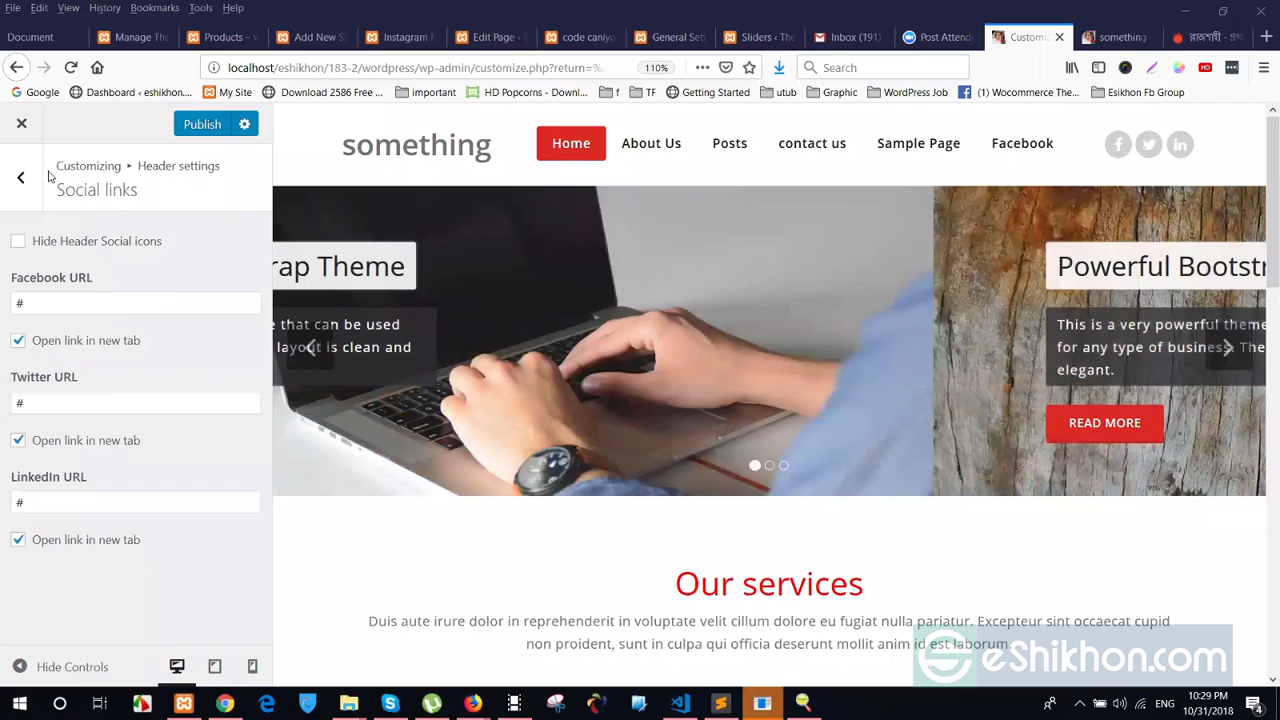 File Edit View History Bookmarks Tools Help
Document Manage The Products – v Add New S Instagram F Edit Page ‹ code caniyo General Sett Sliders ‹ The Inbox (191) Post Attend Customiz something রাজশাহী - প্রথ
localhost/eshikhon/183-2/wordpress/wp-admin/customize.php?return=% 110% Search
Google Dashboard ‹ eshikhon... My Site Download 2586 Free ... important HD Popcorns - Downl... f TF Getting Started utub Graphic WordPress Job (1) Wocommerce The... Esikhon Fb Group
Publish
Customizing ▸ Header settings
Social links
Hide Header Social icons
Facebook URL
#
Open link in new tab
Twitter URL
#
Open link in new tab
LinkedIn URL
#
Open link in new tab
Hide Controls
something Home About Us Posts contact us Sample Page Facebook
rap Theme
e that can be used
layout is clean and
Powerful Bootstr
This is a very powerful theme
for any type of business. The
elegant.
READ MORE
Our services
Duis aute irure dolor in reprehenderit in voluptate velit cillum dolore eu fugiat nulla pariatur. Excepteur sint occaecat cupid
non proident, sunt in culpa qui officia deserunt mollit anim id est laborum.
eShikhon.com
ENG
10:29 PM
10/31/2018
4